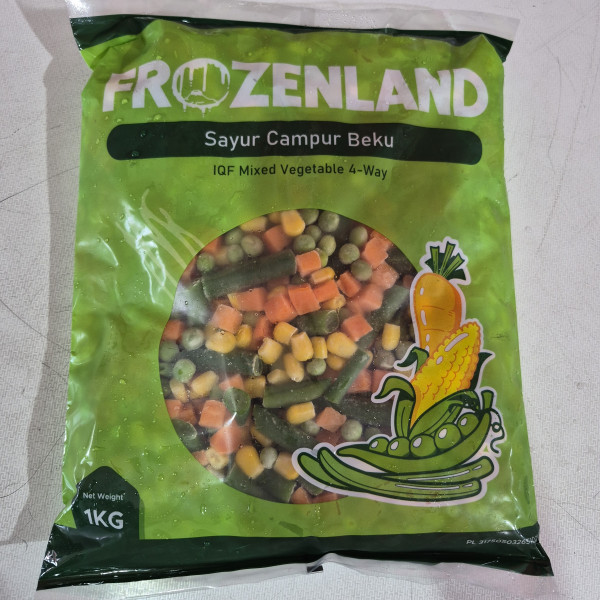 FROZENLAND
Sayur Campur Beku
IQF Mixed Vegetable 4-Way
Net Weight
1KG